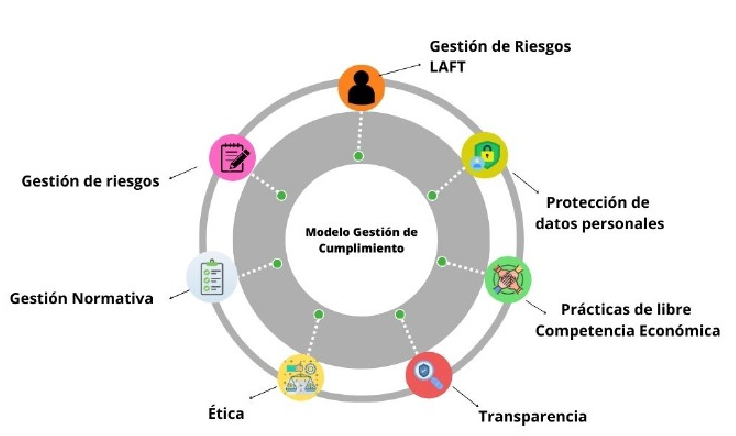 Gestión de Riesgos
LAFT
Protección de
datos personales
Prácticas de libre
Competencia Económica
Transparencia
Ética
Gestión Normativa
Gestión de riesgos
Modelo Gestión de
Cumplimiento